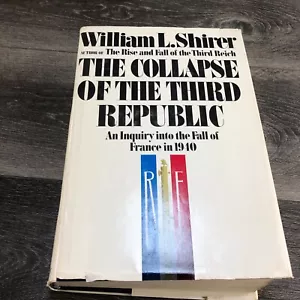 William L. Shirer
AUTHOR OF The Rise and Fall of the Third Reich
THE COLLAPSE
OF THE THIRD
REPUBLIC
An Inquiry into the Fall of
France in 1940
R F